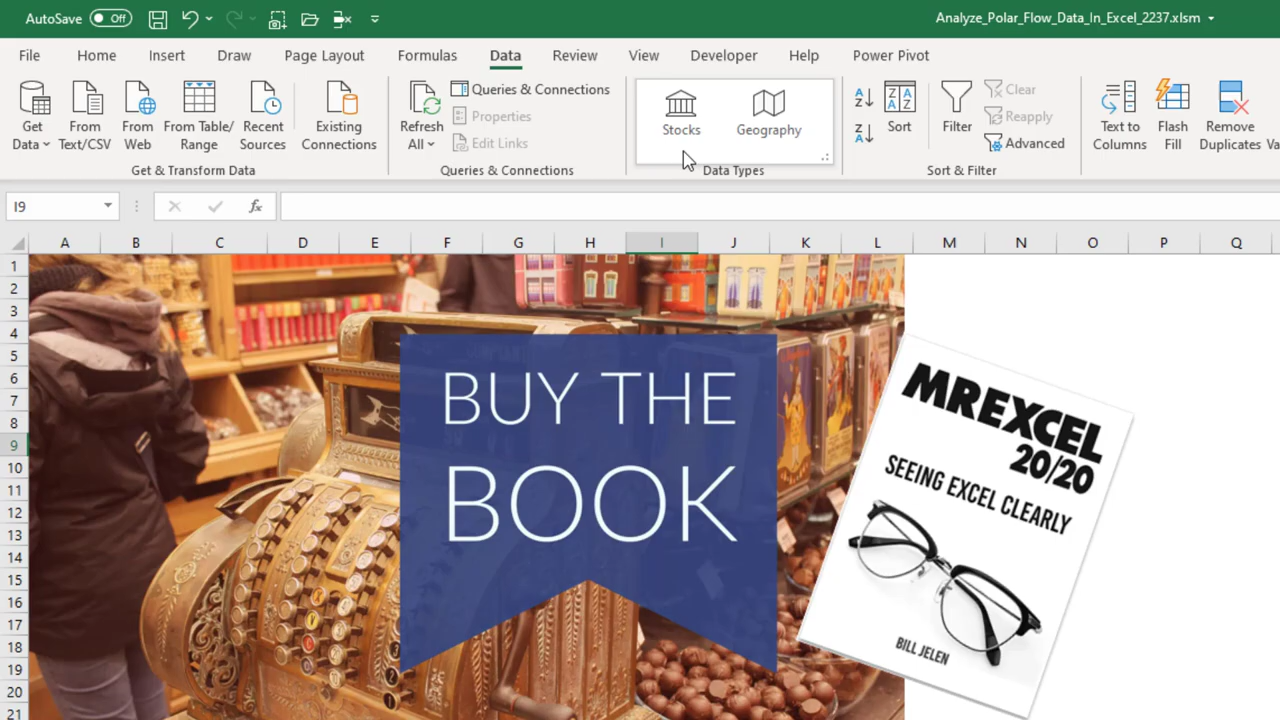 AutoSave Off
Analyze_Polar_Flow_Data_In_Excel_2237.xlsm
File Home Insert Draw Page Layout Formulas Data Review View Developer Help Power Pivot
Get Data
From Text/CSV
From Web
From Table/Range
Recent Sources
Existing Connections
Get & Transform Data
Refresh All
Queries & Connections
Properties
Edit Links
Queries & Connections
Stocks
Geography
Data Types
Sort
Filter
Clear
Reapply
Advanced
Sort & Filter
Text to Columns
Flash Fill
Remove Duplicates
I9
fx
A B C D E F G H I J K L M N O P Q
1
2
3
4
5
6
7
8
9
10
11
12
13
14
15
16
17
18
19
20
21
BUY THE
BOOK
MREXCEL
20/20
SEEING EXCEL CLEARLY
BILL JELEN